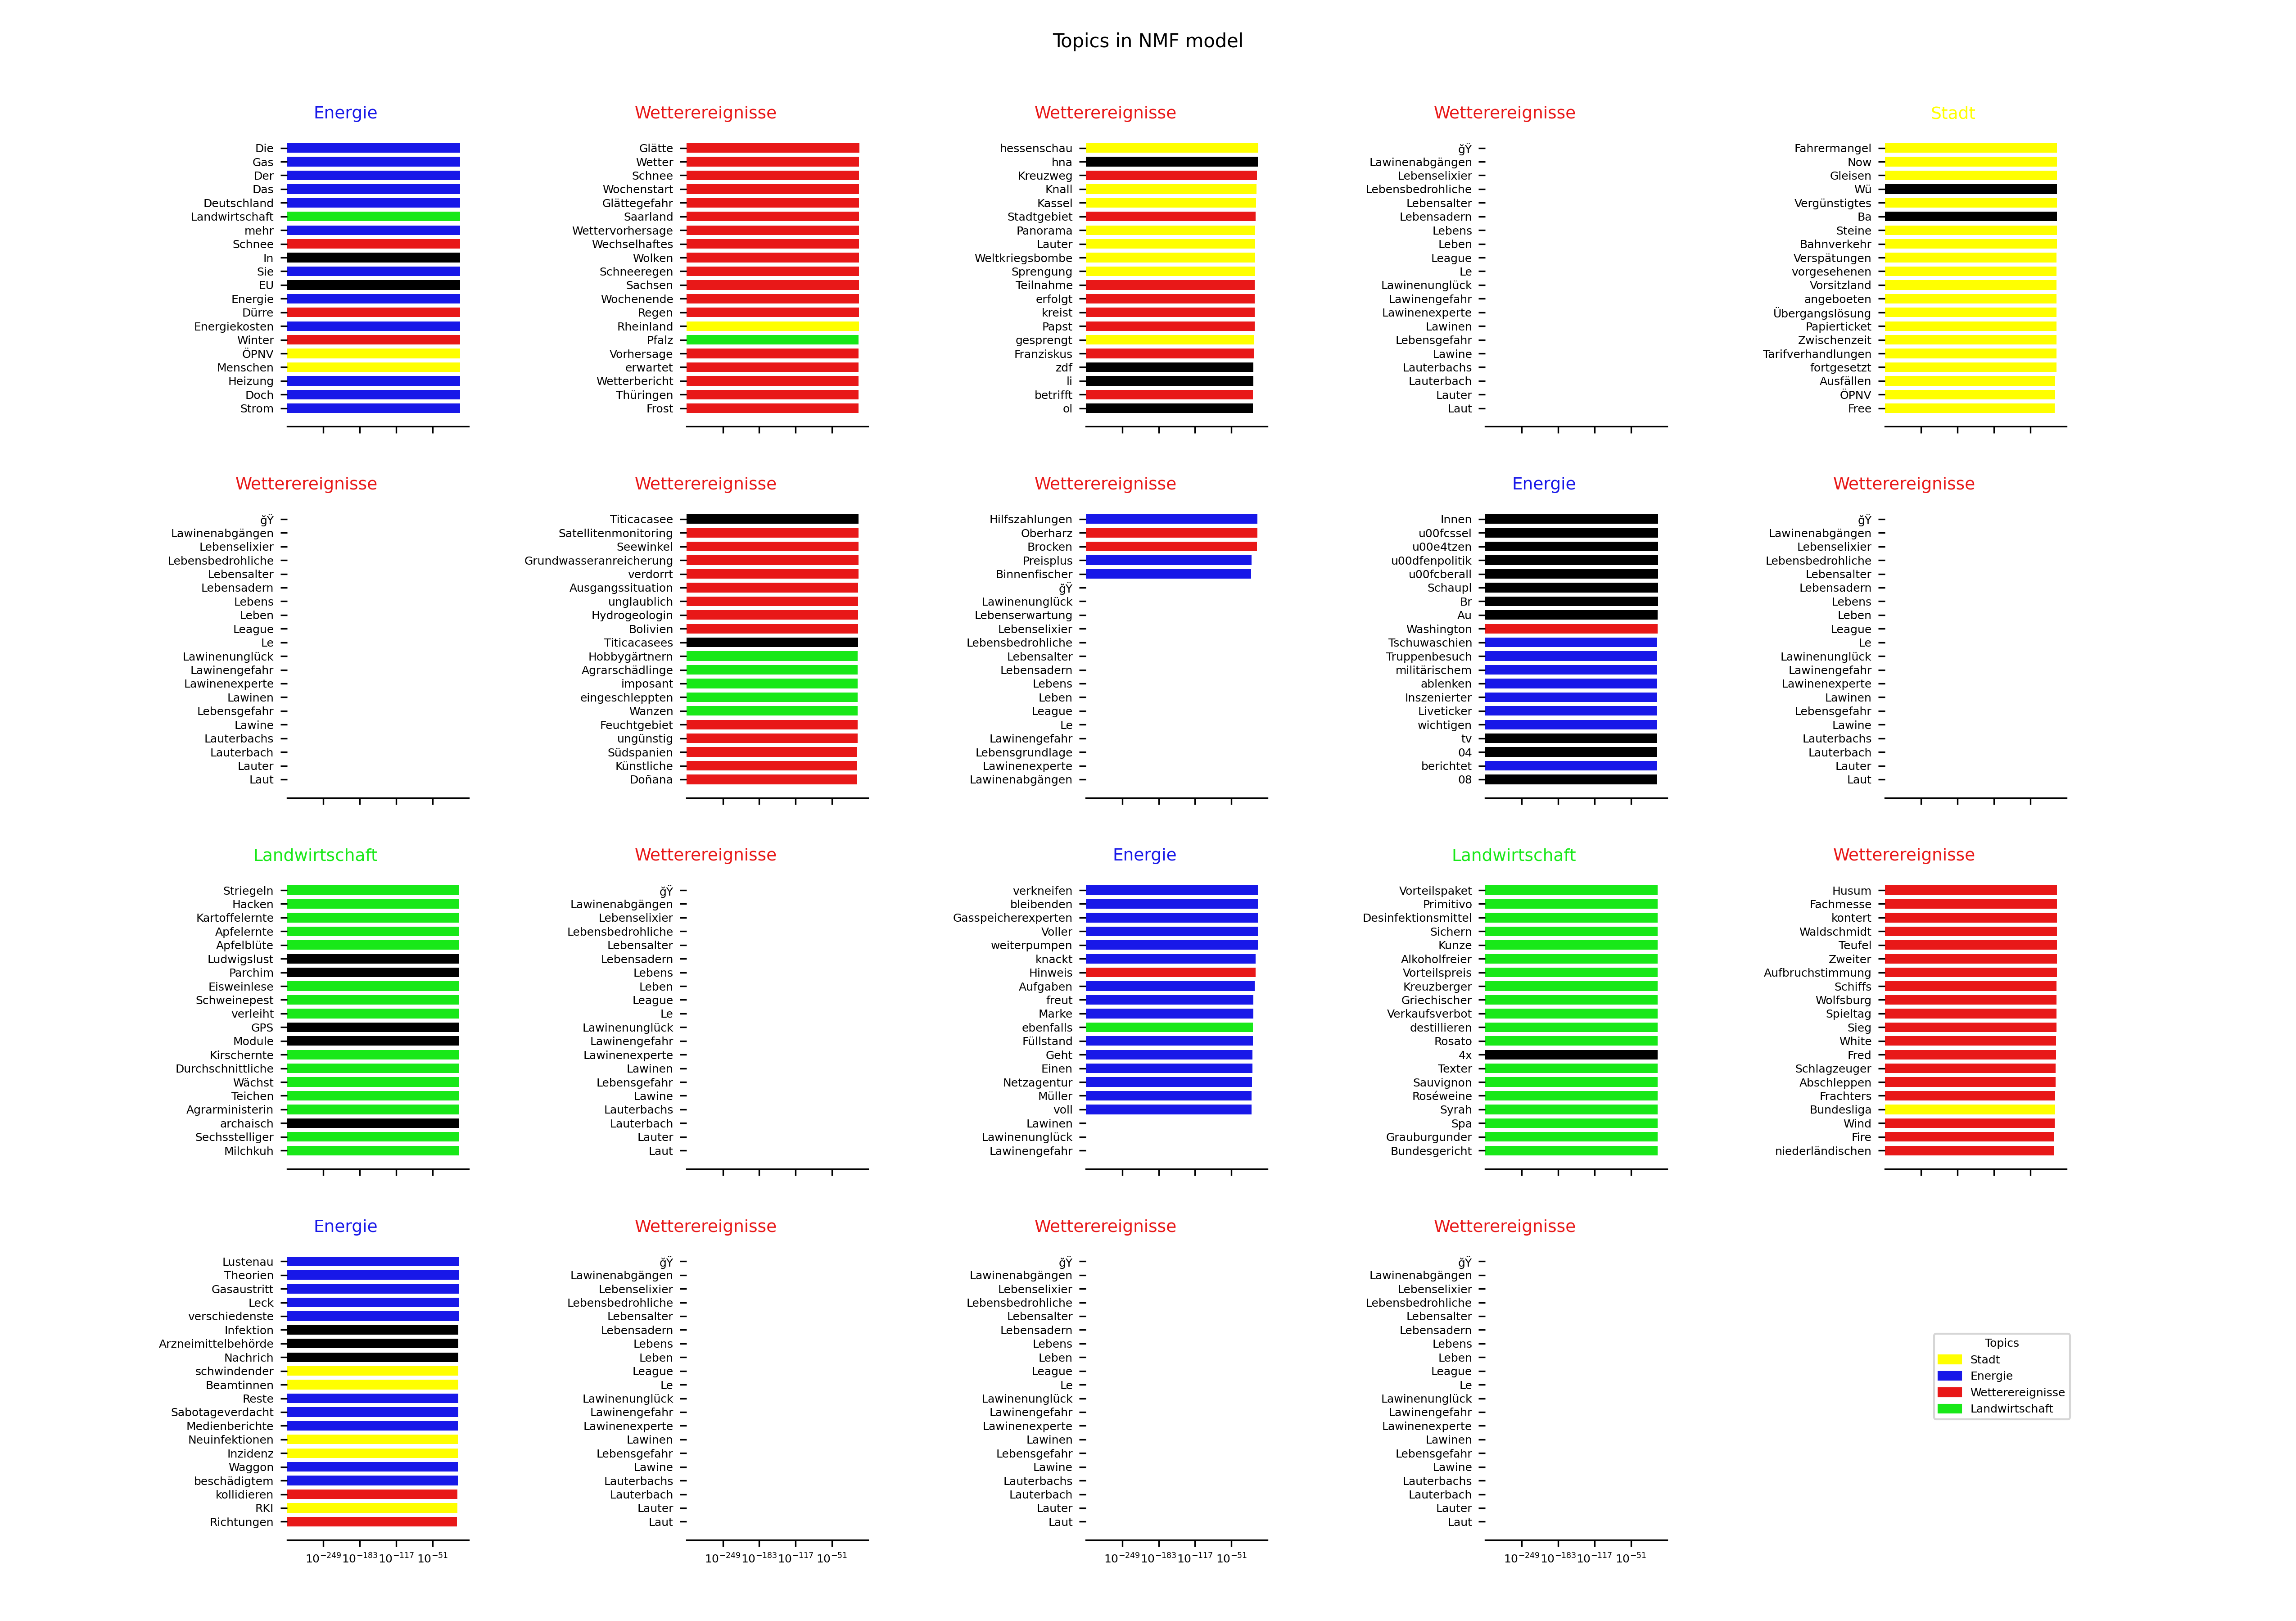 Topics in NMF model
Energie
Die
Gas
Der
Das
Deutschland
Landwirtschaft
mehr
Schnee
In
Sie
EU
Energie
Dürre
Energiekosten
Winter
ÖPNV
Menschen
Heizung
Doch
Strom
Wetterereignisse
Glätte
Wetter
Schnee
Wochenstart
Glättegefahr
Saarland
Wettervorhersage
Wechselhaftes
Wolken
Schneeregen
Sachsen
Wochenende
Regen
Rheinland
Pfalz
Vorhersage
erwartet
Wetterbericht
Thüringen
Frost
Wetterereignisse
hessenschau
hna
Kreuzweg
Knall
Kassel
Stadtgebiet
Panorama
Lauter
Weltkriegsbombe
Sprengung
Teilnahme
erfolgt
kreist
Papst
gesprengt
Franziskus
zdf
li
betrifft
ol
Wetterereignisse
ğŸ
Lawinenabgängen
Lebenselixier
Lebensbedrohliche
Lebensalter
Lebensadern
Lebens
Leben
League
Le
Lawinenunglück
Lawinengefahr
Lawinenexperte
Lawinen
Lebensgefahr
Lawine
Lauterbachs
Lauterbach
Lauter
Laut
Stadt
Fahrermangel
Now
Gleisen
Wü
Vergünstigtes
Ba
Steine
Bahnverkehr
Verspätungen
vorgesehenen
Vorsitzland
angeboeten
Übergangslösung
Papierticket
Zwischenzeit
Tarifverhandlungen
fortgesetzt
Ausfällen
ÖPNV
Free
Wetterereignisse
ğŸ
Lawinenabgängen
Lebenselixier
Lebensbedrohliche
Lebensalter
Lebensadern
Lebens
Leben
League
Le
Lawinenunglück
Lawinengefahr
Lawinenexperte
Lawinen
Lebensgefahr
Lawine
Lauterbachs
Lauterbach
Lauter
Laut
Wetterereignisse
Titicacasee
Satellitenmonitoring
Seewinkel
Grundwasseranreicherung
verdorrt
Ausgangssituation
unglaublich
Hydrogeologin
Bolivien
Titicacasees
Hobbygärtnern
Agrarschädlinge
imposant
eingeschleppten
Wanzen
Feuchtgebiet
ungünstig
Südspanien
Künstliche
Doñana
Wetterereignisse
Hilfszahlungen
Oberharz
Brocken
Preisplus
Binnenfischer
ğŸ
Lawinenunglück
Lebenserwartung
Lebenselixier
Lebensbedrohliche
Lebensalter
Lebensadern
Lebens
Leben
League
Le
Lawinengefahr
Lebensgrundlage
Lawinenexperte
Lawinenabgängen
Energie
Innen
u00fcssel
u00e4tzen
u00dfenpolitik
u00fcberall
Schaupl
Br
Au
Washington
Tschuwaschien
Truppenbesuch
militärischem
ablenken
Inszenierter
Liveticker
wichtigen
tv
04
berichtet
08
Wetterereignisse
ğŸ
Lawinenabgängen
Lebenselixier
Lebensbedrohliche
Lebensalter
Lebensadern
Lebens
Leben
League
Le
Lawinenunglück
Lawinengefahr
Lawinenexperte
Lawinen
Lebensgefahr
Lawine
Lauterbachs
Lauterbach
Lauter
Laut
Landwirtschaft
Striegeln
Hacken
Kartoffelernte
Apfelernte
Apfelblüte
Ludwigslust
Parchim
Eisweinlese
Schweinepest
verleiht
GPS
Module
Kirschernte
Durchschnittliche
Wächst
Teichen
Agrarministerin
archaisch
Sechsstelliger
Milchkuh
Wetterereignisse
ğŸ
Lawinenabgängen
Lebenselixier
Lebensbedrohliche
Lebensalter
Lebensadern
Lebens
Leben
League
Le
Lawinenunglück
Lawinengefahr
Lawinenexperte
Lawinen
Lebensgefahr
Lawine
Lauterbachs
Lauterbach
Lauter
Laut
Energie
verkneifen
bleibenden
Gasspeicherexperten
Voller
weiterpumpen
knackt
Hinweis
Aufgaben
freut
Marke
ebenfalls
Füllstand
Geht
Einen
Netzagentur
Müller
voll
Lawinen
Lawinenunglück
Lawinengefahr
Landwirtschaft
Vorteilspaket
Primitivo
Desinfektionsmittel
Sichern
Kunze
Alkoholfreier
Vorteilspreis
Kreuzberger
Griechischer
Verkaufsverbot
destillieren
Rosato
4x
Texter
Sauvignon
Roséweine
Syrah
Spa
Grauburgunder
Bundesgericht
Wetterereignisse
Husum
Fachmesse
kontert
Waldschmidt
Teufel
Zweiter
Aufbruchstimmung
Schiffs
Wolfsburg
Spieltag
Sieg
White
Fred
Schlagzeuger
Abschleppen
Frachters
Bundesliga
Wind
Fire
niederländischen
Energie
Lustenau
Theorien
Gasaustritt
Leck
verschiedenste
Infektion
Arzneimittelbehörde
Nachrich
schwindender
Beamtinnen
Reste
Sabotageverdacht
Medienberichte
Neuinfektionen
Inzidenz
Waggon
beschädigtem
kollidieren
RKI
Richtungen
10⁻²⁴⁹ 10⁻¹⁸³ 10⁻¹¹⁷ 10⁻⁵¹
Wetterereignisse
ğŸ
Lawinenabgängen
Lebenselixier
Lebensbedrohliche
Lebensalter
Lebensadern
Lebens
Leben
League
Le
Lawinenunglück
Lawinengefahr
Lawinenexperte
Lawinen
Lebensgefahr
Lawine
Lauterbachs
Lauterbach
Lauter
Laut
10⁻²⁴⁹ 10⁻¹⁸³ 10⁻¹¹⁷ 10⁻⁵¹
Wetterereignisse
ğŸ
Lawinenabgängen
Lebenselixier
Lebensbedrohliche
Lebensalter
Lebensadern
Lebens
Leben
League
Le
Lawinenunglück
Lawinengefahr
Lawinenexperte
Lawinen
Lebensgefahr
Lawine
Lauterbachs
Lauterbach
Lauter
Laut
10⁻²⁴⁹ 10⁻¹⁸³ 10⁻¹¹⁷ 10⁻⁵¹
Wetterereignisse
ğŸ
Lawinenabgängen
Lebenselixier
Lebensbedrohliche
Lebensalter
Lebensadern
Lebens
Leben
League
Le
Lawinenunglück
Lawinengefahr
Lawinenexperte
Lawinen
Lebensgefahr
Lawine
Lauterbachs
Lauterbach
Lauter
Laut
10⁻²⁴⁹ 10⁻¹⁸³ 10⁻¹¹⁷ 10⁻⁵¹
Topics
Stadt
Energie
Wetterereignisse
Landwirtschaft